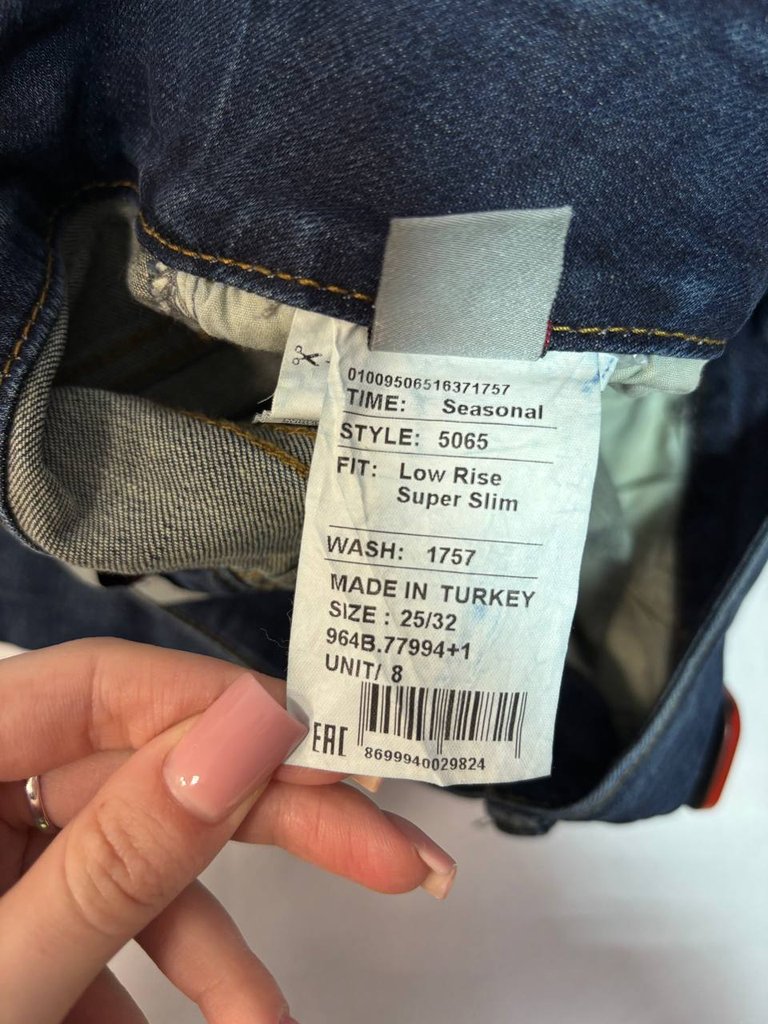 01009506516371757
TIME: Seasonal
STYLE: 5065
FIT: Low Rise
Super Slim
WASH: 1757
MADE IN TURKEY
SIZE : 25/32
964B.77994+1
UNIT/ 8
EAC
8699940029824